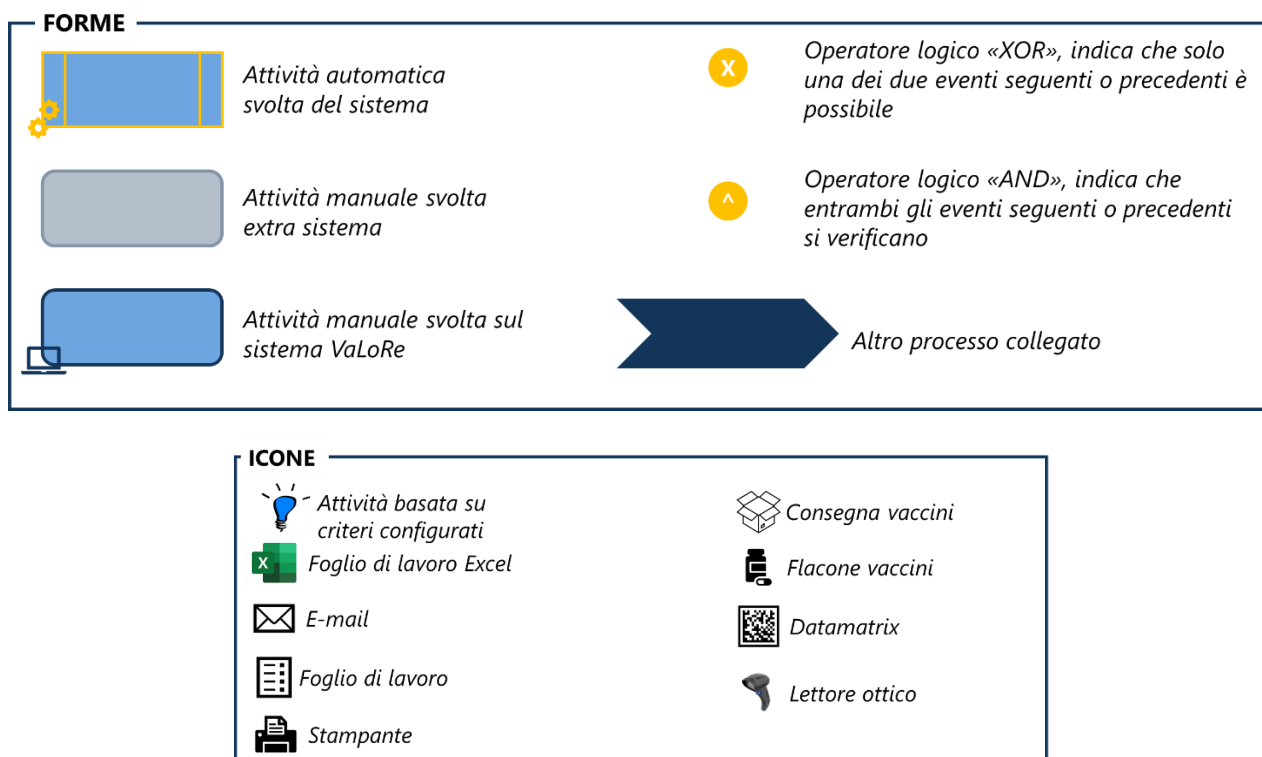 FORME
Attività automatica
svolta del sistema
X
Operatore logico «XOR», indica che solo
una dei due eventi seguenti o precedenti è
possibile
Attività manuale svolta
extra sistema
^
Operatore logico «AND», indica che
entrambi gli eventi seguenti o precedenti
si verificano
Attività manuale svolta sul
sistema VaLoRe
Altro processo collegato
ICONE
Attività basata su
criteri configurati
X
Foglio di lavoro Excel
E-mail
Foglio di lavoro
Stampante
Consegna vaccini
Flacone vaccini
Datamatrix
Lettore ottico